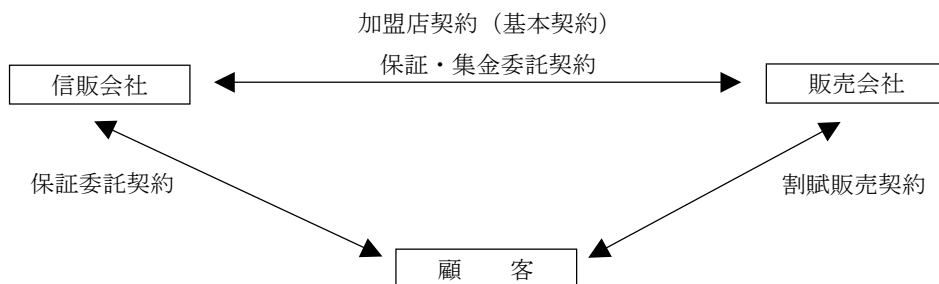 加盟店契約（基本契約）
保証・集金委託契約
信販会社
販売会社
保証委託契約
割賦販売契約
顧　　客